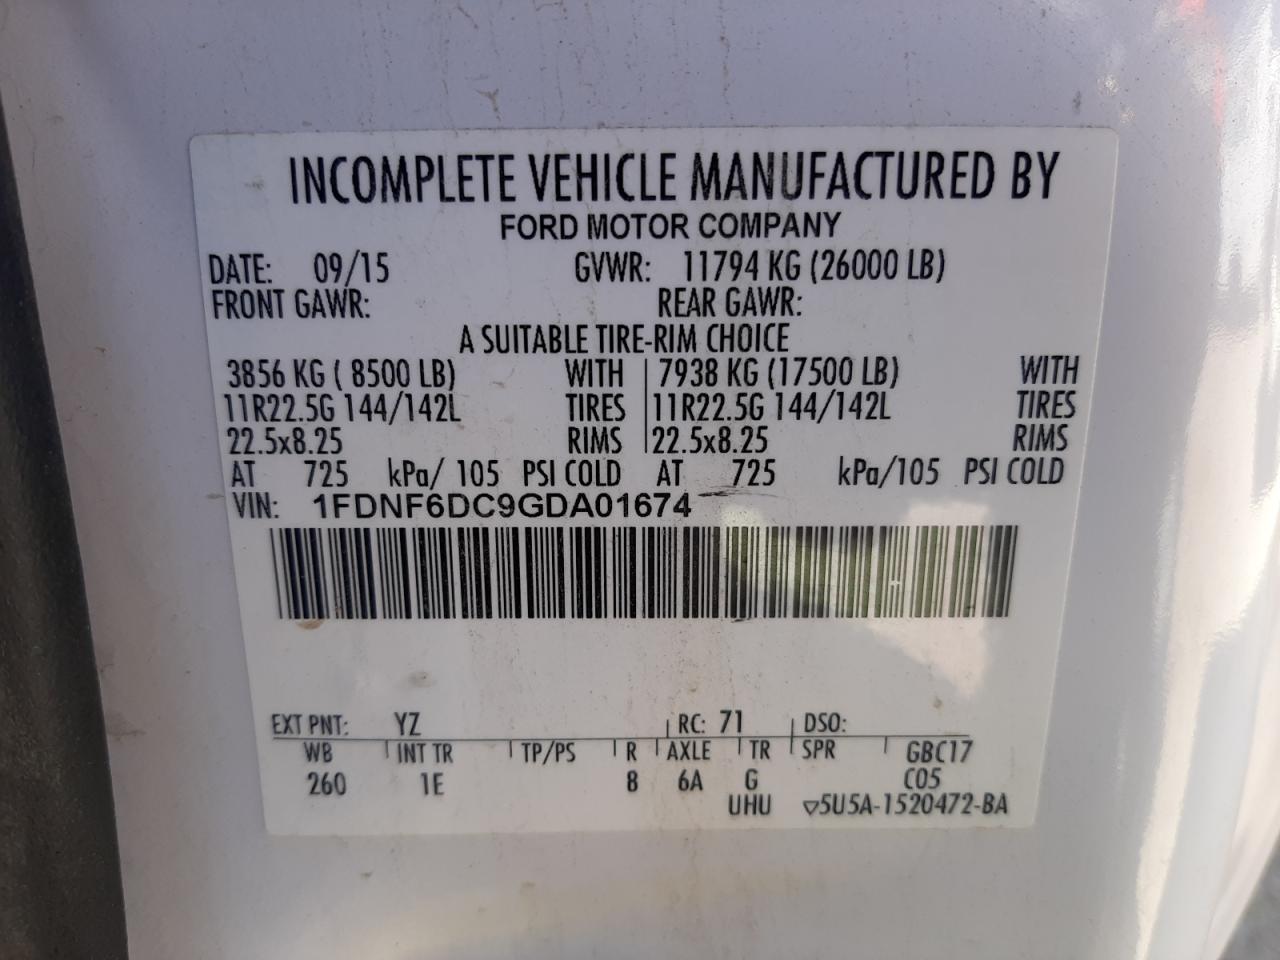 INCOMPLETE VEHICLE MANUFACTURED BY
FORD MOTOR COMPANY
DATE: 09/15 GVWR: 11794 KG (26000 LB)
FRONT GAWR: REAR GAWR:
A SUITABLE TIRE-RIM CHOICE
3856 KG ( 8500 LB) WITH 7938 KG (17500 LB) WITH
11R22.5G 144/142L TIRES 11R22.5G 144/142L TIRES
22.5x8.25 RIMS 22.5x8.25 RIMS
AT 725 kPa/ 105 PSI COLD AT 725 kPa/105 PSI COLD
VIN: 1FDNF6DC9GDA01674
EXT PNT: YZ RC: 71 DSO:
WB INT TR TP/PS R AXLE TR SPR GBC17
260 1E 8 6A G C05
UHU ▽5U5A-1520472-BA